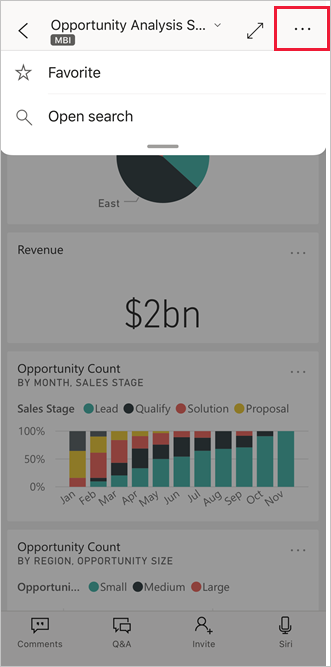 Opportunity Analysis S...
MBI
Favorite
Open search
East
Revenue
$2bn
Opportunity Count
BY MONTH, SALES STAGE
Sales Stage Lead Qualify Solution Proposal
100%
50%
0%
Jan Feb Mar Apr May Jun Jul Aug Sep Oct Nov
Opportunity Count
BY REGION, OPPORTUNITY SIZE
Opportuni... Small Medium Large
Comments Q&A Invite Siri